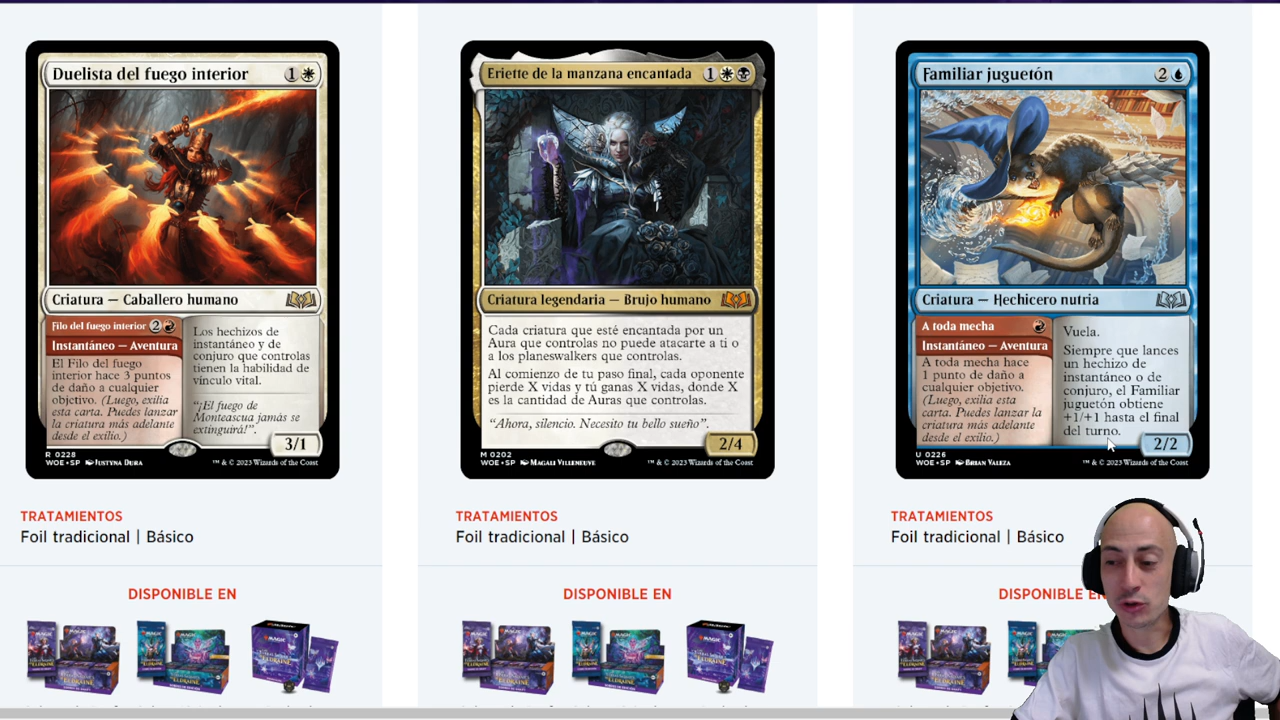 Duelista del fuego interior 1
Criatura — Caballero humano
Filo del fuego interior 2
Instantáneo — Aventura
El Filo del fuego
interior hace 3 puntos
de daño a cualquier
objetivo. (Luego, exilia
esta carta. Puedes lanzar
la criatura más adelante
desde el exilio.)
Los hechizos de
instantáneo y de
conjuro que controlas
tienen la habilidad de
vínculo vital.
“¡El fuego de
Monteascua jamás se
extinguirá!”.
3/1
R 0228
WOE • SP JUSTYNA DURA
™ & © 2023 Wizards of the Coast
TRATAMIENTOS
Foil tradicional | Básico
DISPONIBLE EN
Eriette de la manzana encantada 1
Criatura legendaria — Brujo humano
Cada criatura que esté encantada por un
Aura que controlas no puede atacarte a ti o
a los planeswalkers que controlas.
Al comienzo de tu paso final, cada oponente
pierde X vidas y tú ganas X vidas, donde X
es la cantidad de Auras que controlas.
“Ahora, silencio. Necesito tu bello sueño”.
2/4
M 0202
WOE • SP MAGALI VILLENEUVE
™ & © 2023 Wizards of the Coast
TRATAMIENTOS
Foil tradicional | Básico
DISPONIBLE EN
Familiar juguetón 2
Criatura — Hechicero nutria
A toda mecha
Instantáneo — Aventura
A toda mecha hace
1 punto de daño a
cualquier objetivo.
(Luego, exilia esta
carta. Puedes lanzar la
criatura más adelante
desde el exilio.)
Vuela.
Siempre que lances
un hechizo de
instantáneo o de
conjuro, el Familiar
juguetón obtiene
+1/+1 hasta el final
del turno.
2/2
U 0226
WOE • SP BRIAN VALEZA
™ & © 2023 Wizards of the Coast
TRATAMIENTOS
Foil tradicional | Básico
DISPONIBLE EN